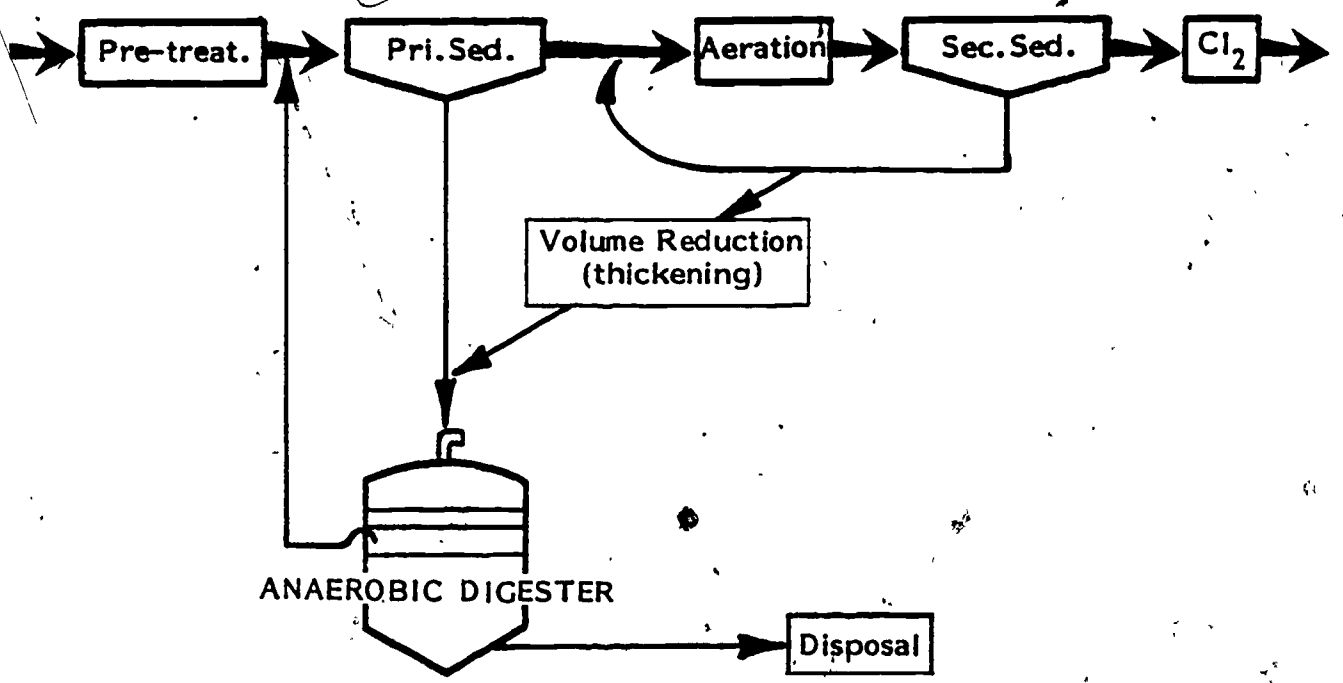 Pre-treat.
Pri.Sed.
Aeration
Sec.Sed.
Cl2
Volume Reduction
(thickening)
ANAEROBIC DIGESTER
Disposal